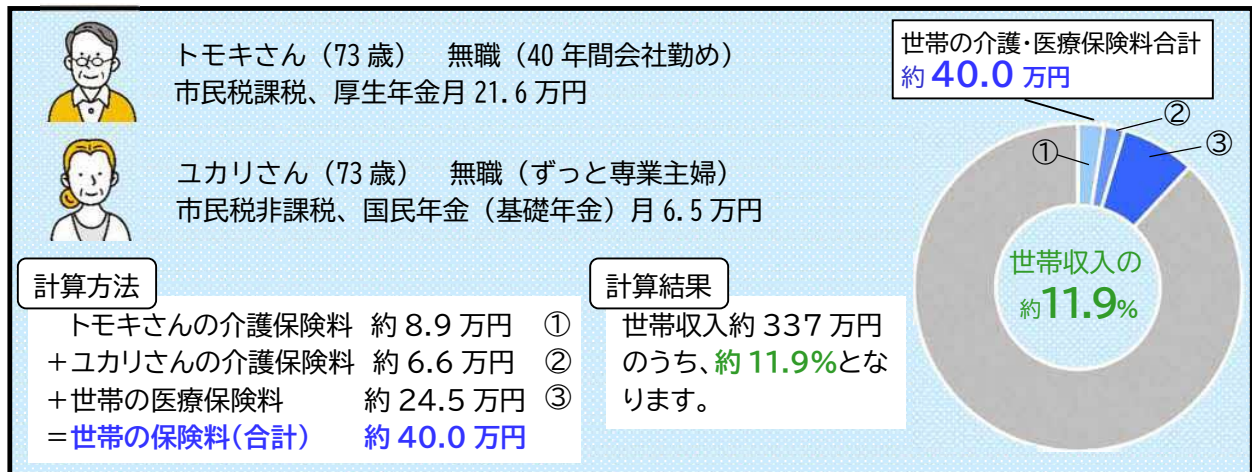 トモキさん（73歳）　無職（40年間会社勤め）
市民税課税、厚生年金月21.6万円
ユカリさん（73歳）　無職（ずっと専業主婦）
市民税非課税、国民年金（基礎年金）月6.5万円
計算方法
トモキさんの介護保険料 約8.9万円 ①
＋ユカリさんの介護保険料 約6.6万円 ②
＋世帯の医療保険料 約24.5万円 ③
＝世帯の保険料(合計) 約40.0万円
計算結果
世帯収入約337万円
のうち、約11.9%とな
ります。
世帯の介護・医療保険料合計
約40.0万円
①
②
③
世帯収入の
約11.9%